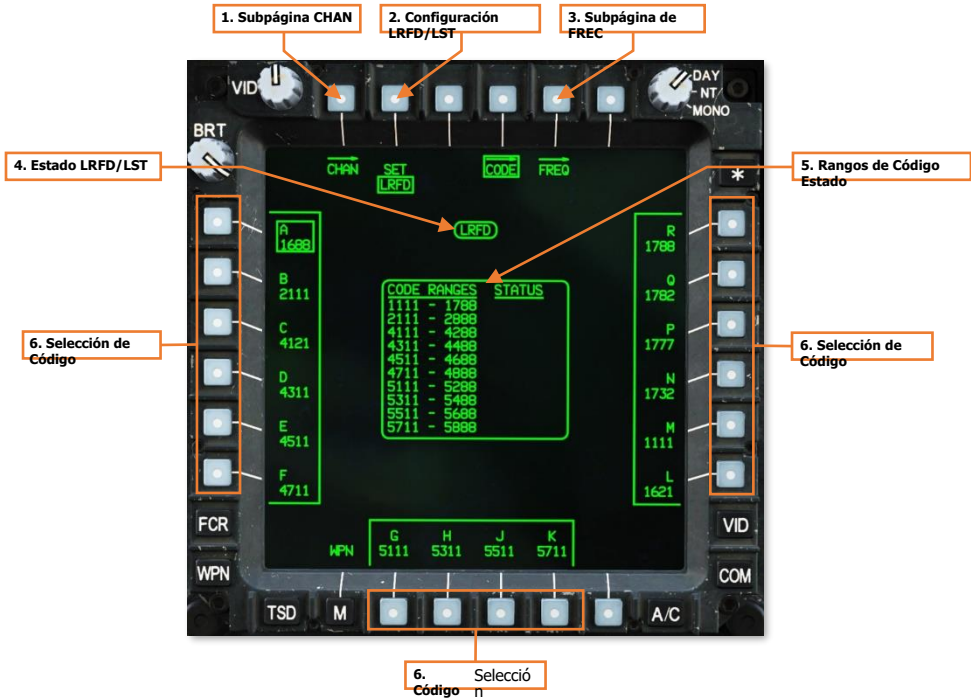 1. Subpágina CHAN
2. Configuración
LRFD/LST
3. Subpágina de
FREC
VID
DAY
NT
MONO
BRT
4. Estado LRFD/LST
5. Rangos de Código
Estado
CHAN
SET
LRFD
CODE
FREQ
*
LRFD
A
1688
B
2111
C
4121
D
4311
E
4511
F
4711
CODE RANGES STATUS
1111 - 1788
2111 - 2888
4111 - 4288
4311 - 4488
4511 - 4688
4711 - 4888
5111 - 5288
5311 - 5488
5511 - 5688
5711 - 5888
R
1788
Q
1782
P
1777
N
1732
M
1111
L
1621
6. Selección de
Código
6. Selección de
Código
FCR
VID
WPN
G H J K
5111 5311 5511 5711
WPN
COM
TSD
M
A/C
6. Selecció
Código n